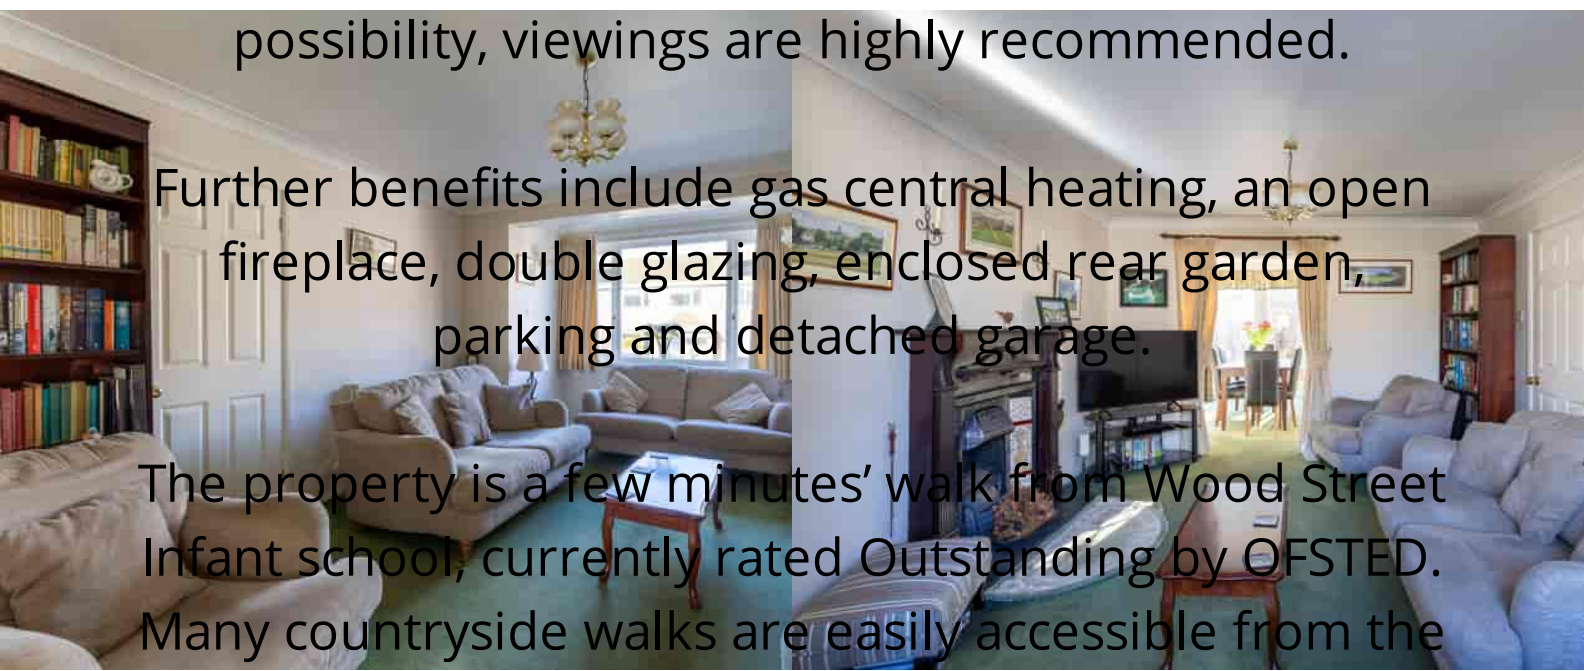 possibility, viewings are highly recommended.
Further benefits include gas central heating, an open
fireplace, double glazing, enclosed rear garden,
parking and detached garage.
The property is a few minutes’ walk from Wood Street
Infant school, currently rated Outstanding by OFSTED.
Many countryside walks are easily accessible from the